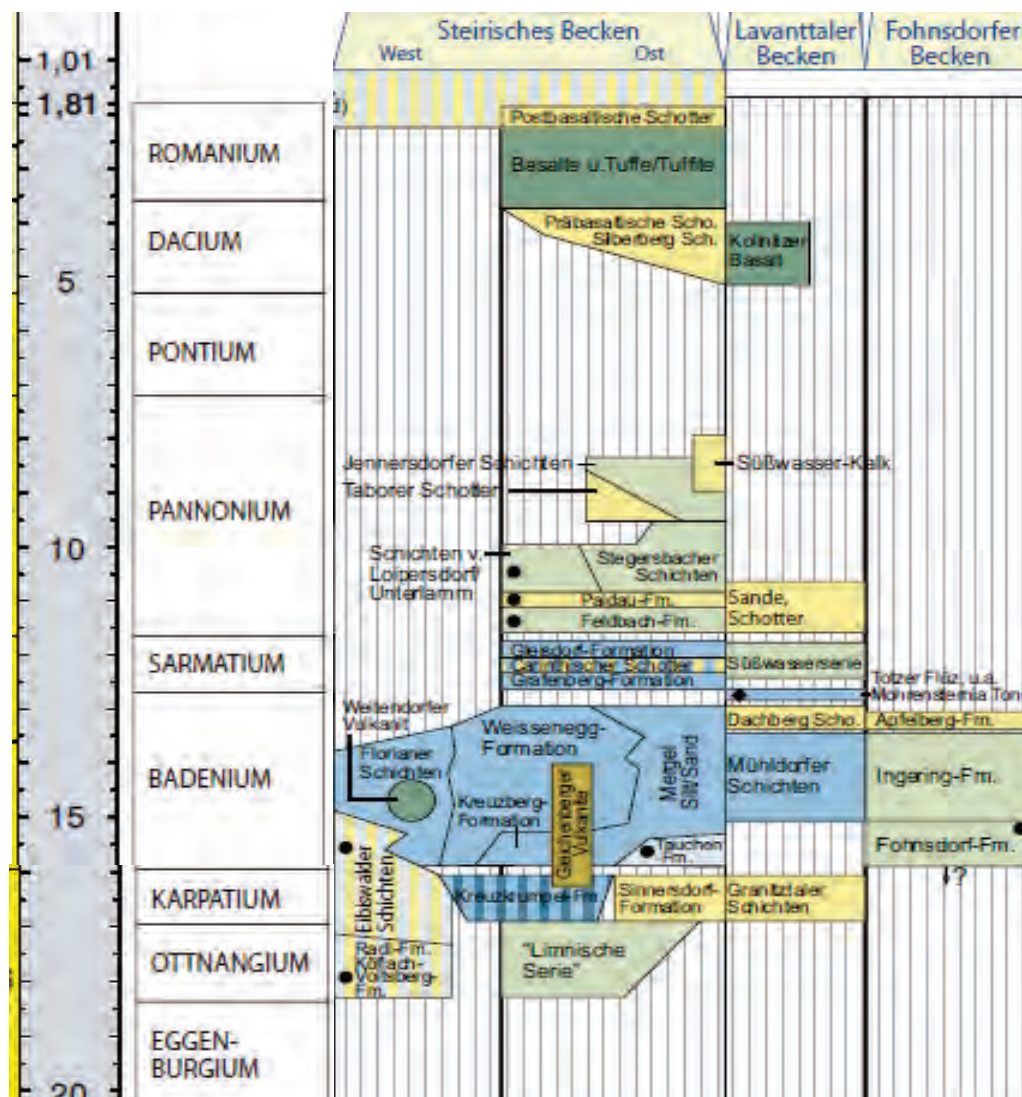 Steirisches Becken
West
Ost
Lavanttaler
Becken
Fohnsdorfer
Becken
1,01
1,81
5
10
15
20
ROMANIUM
DACIUM
PONTIUM
PANNONIUM
SARMATIUM
BADENIUM
KARPATIUM
OTTNANGIUM
EGGEN-
BURGIUM
d)
Postbasaltische Schotter
Basalte u.Tuffe/Tuffite
Präbasaltische Scho.
Silberberg Sch.
Kollnitzer
Basalt
Jennersdorfer Schichten
Taborer Schotter
Süßwasser-Kalk
Schichten v.
Loipersdorf/
Unterlamm
Stegersbacher
Schichten
Paldau-Fm.
Feldbach-Fm.
Sande,
Schotter
Gleisdorf-Formation
Carinthischer Schotter
Grafenberg-Formation
Süßwasserserie
Totzer Flöz, u.a.
Mohrensternia Ton
Weitendorfer
Vulkanit
Florianer
Schichten
Weissenegg-
Formation
Kreuzberg-
Formation
Gleichenberger
Vulkanite
Mergel
Silt/Sand
Tauchen
Fm.
Dachberg Scho.
Apfelberg-Fm.
Mühldorfer
Schichten
Ingering-Fm.
Fohnsdorf-Fm.
?
Eibiswalder
Schichten
Kreuzkrumpel-Fm.
Sinnersdorf-
Formation
Granitztaler
Schichten
Radl-Fm.
Köflach-
Voitsberg-
Fm.
"Limnische
Serie"